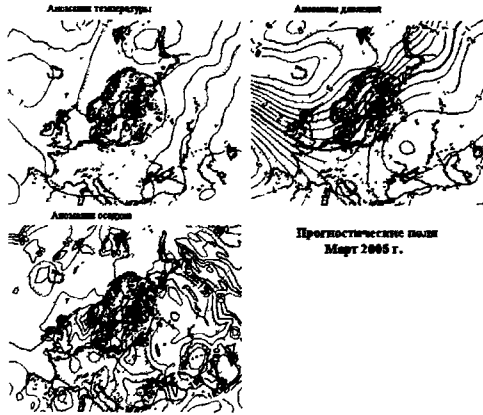 Аномалии температуры
Аномалии давления
Аномалии осадков
Прогностические поля
Март 2005 г.